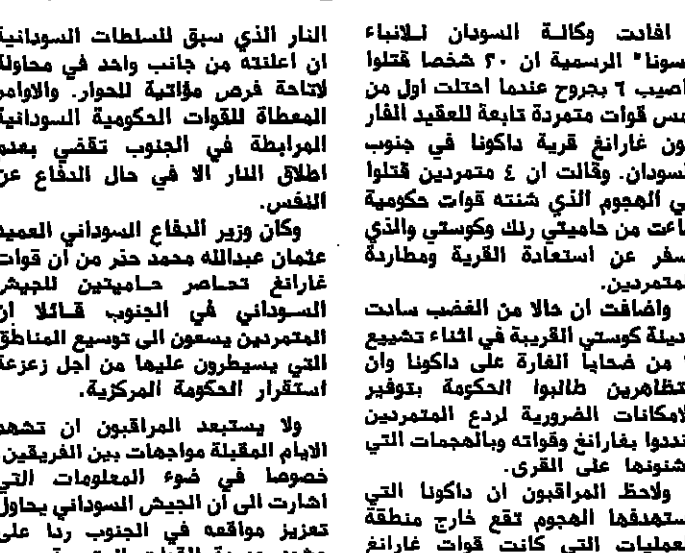 افادت وكالة السودان للانباء
سونا" الرسمية ان ٢٠ شخصا قتلوا
اصيب ٦ بجروح عندما احتلت اول من
مس قوات متمردة تابعة للعقيد الفار
ون غارانغ قرية داكونا في جنوب
لسودان. وقالت ان ٤ متمردين قتلوا
ي الهجوم الذي شنته قوات حكومية
اءت من حاميتي رنك وكوستي والذي
سفر عن استعادة القرية ومطاردة
لمتمردين.
واضافت ان حالا من الغضب سادت
دينة كوستي القريبة في اثناء تشييع
من ضحايا الغارة على داكونا وان
تظاهرين طالبوا الحكومة بتوفير
لامكانات الضرورية لردع المتمردين
نددوا بغارانغ وقواته وبالهجمات التي
شنونها على القرى.
ولاحظ المراقبون ان داكونا التي
ستهدفها الهجوم تقع خارج منطقة
لعمليات التي كانت قوات غارانغ
النار الذي سبق للسلطات السودانية
ان اعلنته من جانب واحد في محاولة
لاتاحة فرص مؤاتية للحوار. والاوامر
المعطاة للقوات الحكومية السودانية
المرابطة في الجنوب تقضي بعدم
اطلاق النار الا في حال الدفاع عن
النفس.
وكان وزير الدفاع السوداني العميد
عثمان عبدالله محمد حذر من أن قوات
غارانغ تحاصر حاميتين للجيش
السوداني في الجنوب قائلا ان
المتمردين يسعون الى توسيع المناطق
التي يسيطرون عليها من اجل زعزعة
استقرار الحكومة المركزية.
ولا يستبعد المراقبون ان تشهد
الايام المقبلة مواجهات بين الفريقين
خصوصا في ضوء المعلومات التي
اشارت الى أن الجيش السوداني يحاول
تعزيز مواقعه في الجنوب ردا على